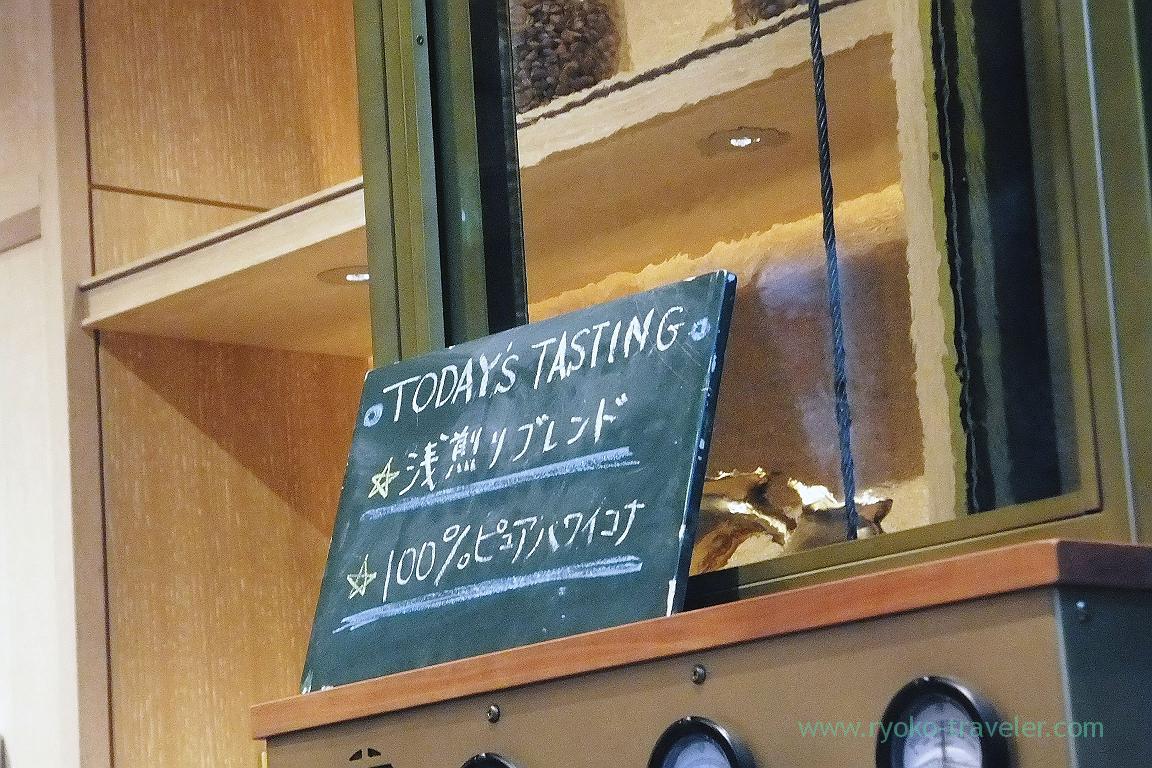 TODAY'S TASTING
☆浅煎りブレンド
☆100%ピュアハワイコナ
www.ryoko-traveler.com